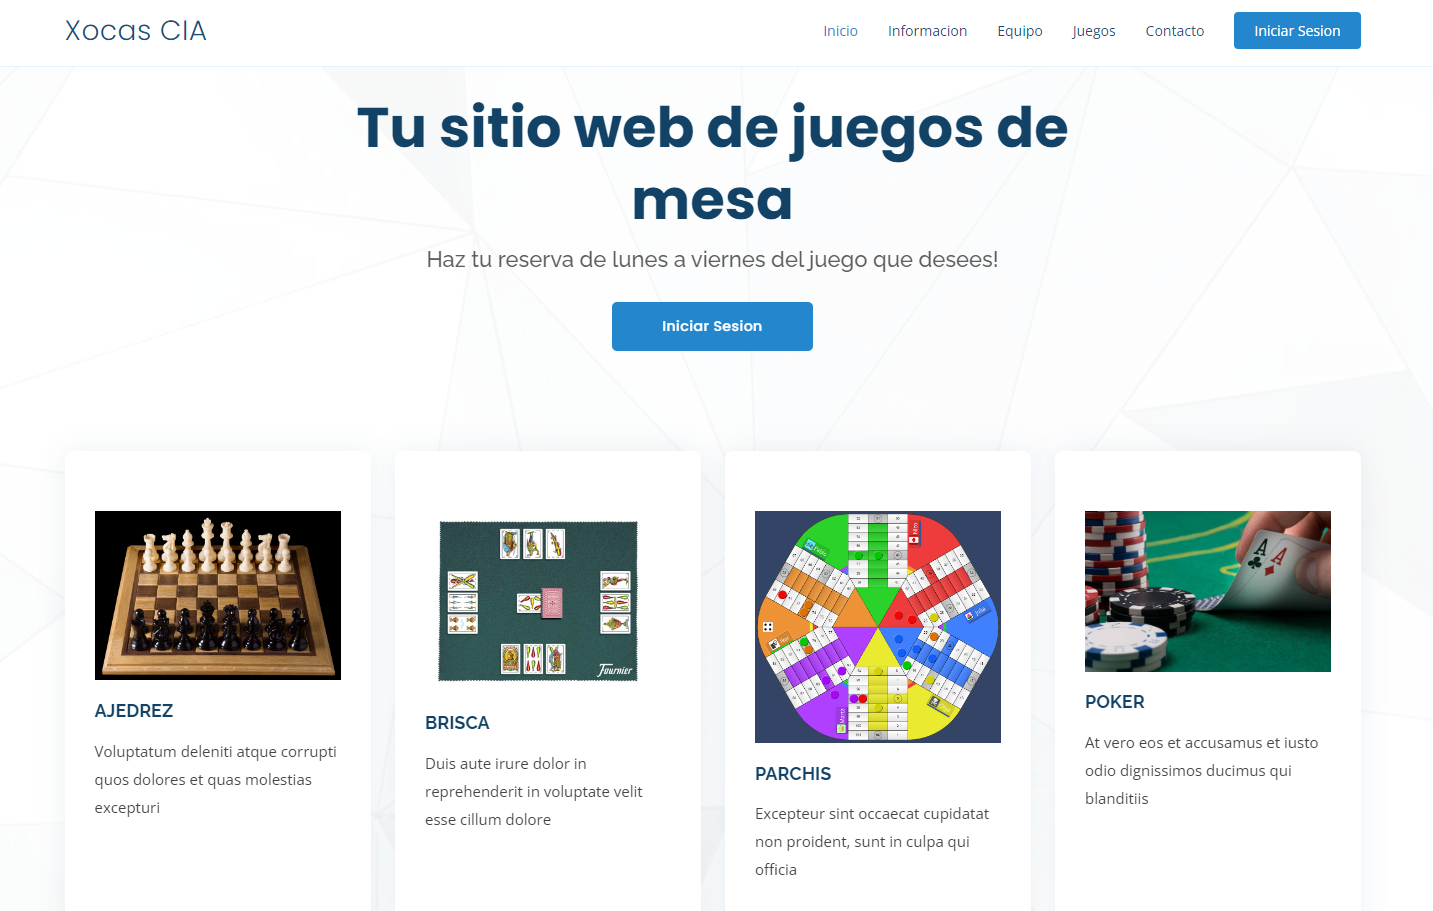 Xocas CIA
Inicio
Informacion
Equipo
Juegos
Contacto
Iniciar Sesion
Tu sitio web de juegos de
mesa
Haz tu reserva de lunes a viernes del juego que desees!
Iniciar Sesion
Fournier
AJEDREZ
Voluptatum deleniti atque corrupti
quos dolores et quas molestias
excepturi
BRISCA
Duis aute irure dolor in
reprehenderit in voluptate velit
esse cillum dolore
PARCHIS
Excepteur sint occaecat cupidatat
non proident, sunt in culpa qui
officia
A
A
POKER
At vero eos et accusamus et iusto
odio dignissimos ducimus qui
blanditiis